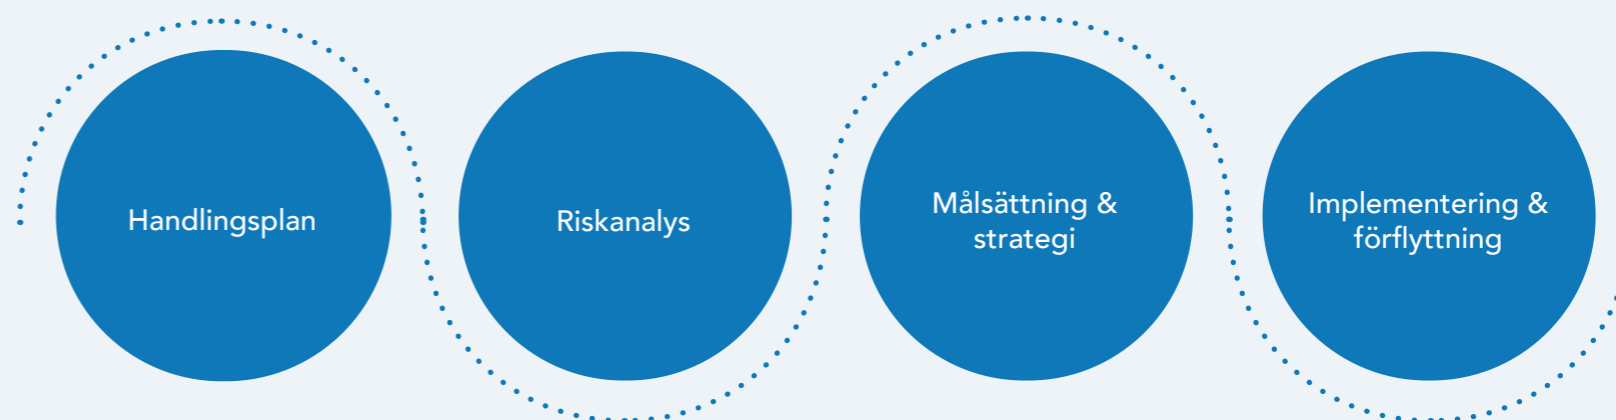 Handlingsplan
Riskanalys
Målsättning &
strategi
Implementering &
förflyttning